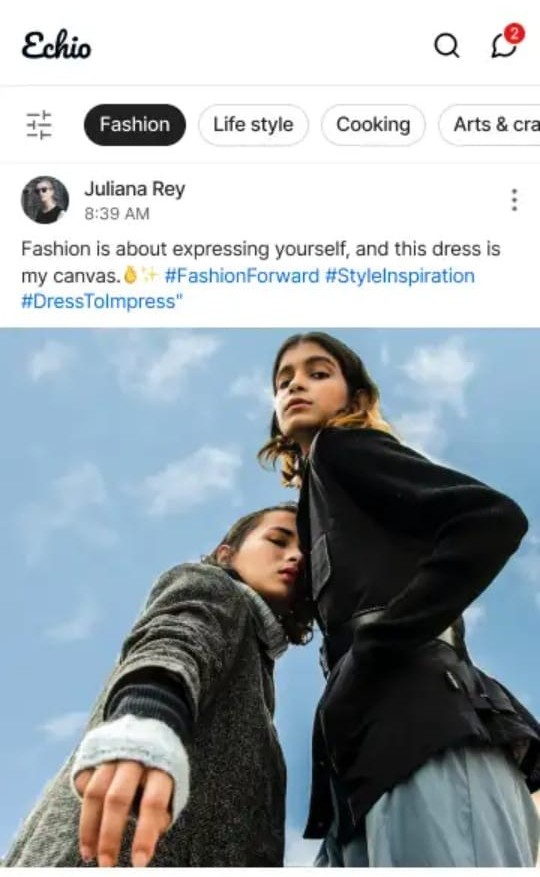 Echio
2
Fashion
Life style
Cooking
Arts & cra
Juliana Rey
8:39 AM
Fashion is about expressing yourself, and this dress is
my canvas.👌✨ #FashionForward #StyleInspiration
#DressToImpress"